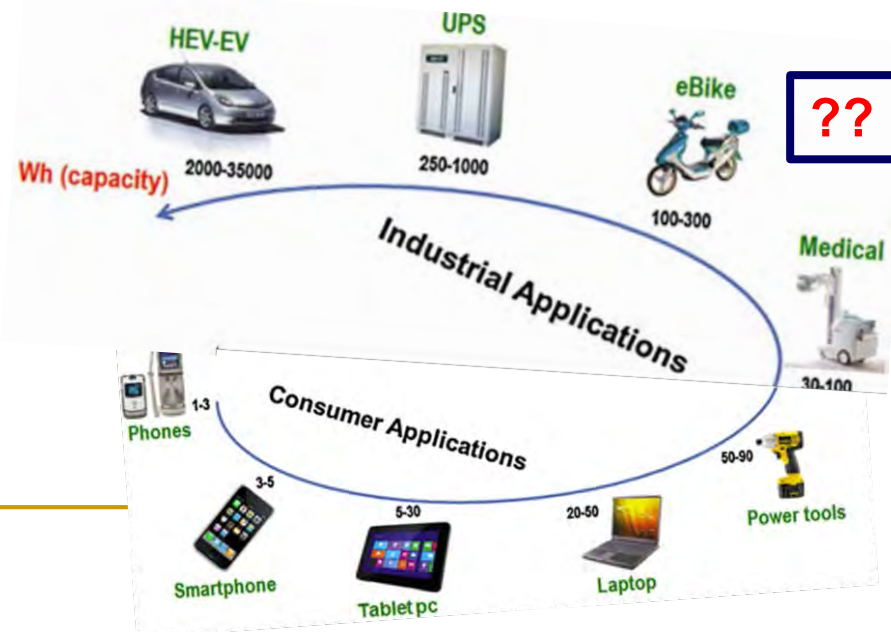 HEV-EV
UPS
eBike
??
Wh (capacity)
2000-35000
250-1000
100-300
Industrial Applications
Medical
30-100
Consumer Applications
Phones
1-3
3-5
5-30
20-50
50-90
Smartphone
Tablet pc
Laptop
Power tools